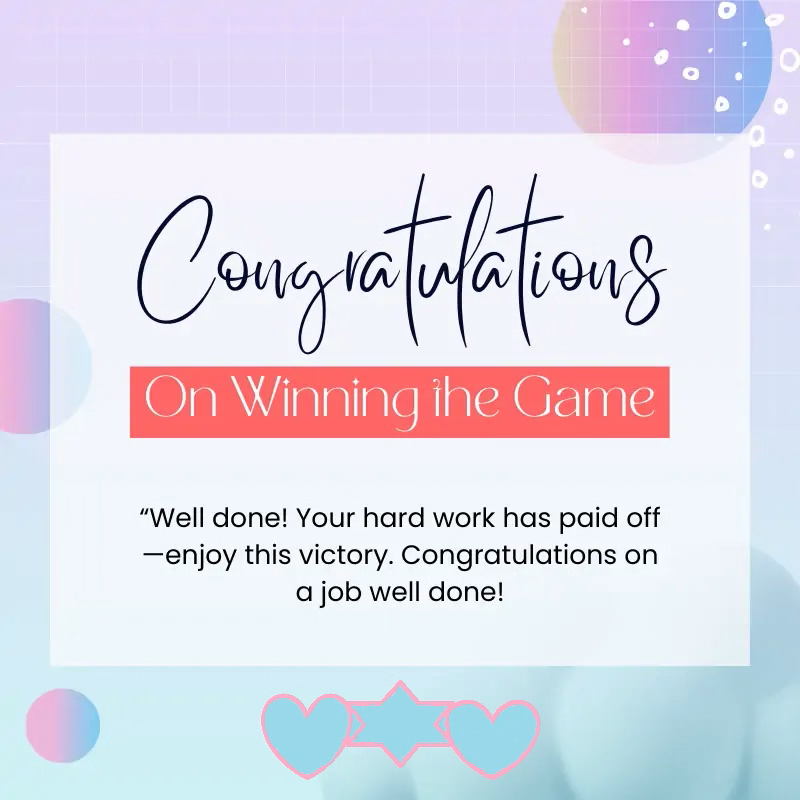 Congratulations
On Winning the Game
“Well done! Your hard work has paid off
—enjoy this victory. Congratulations on
a job well done!